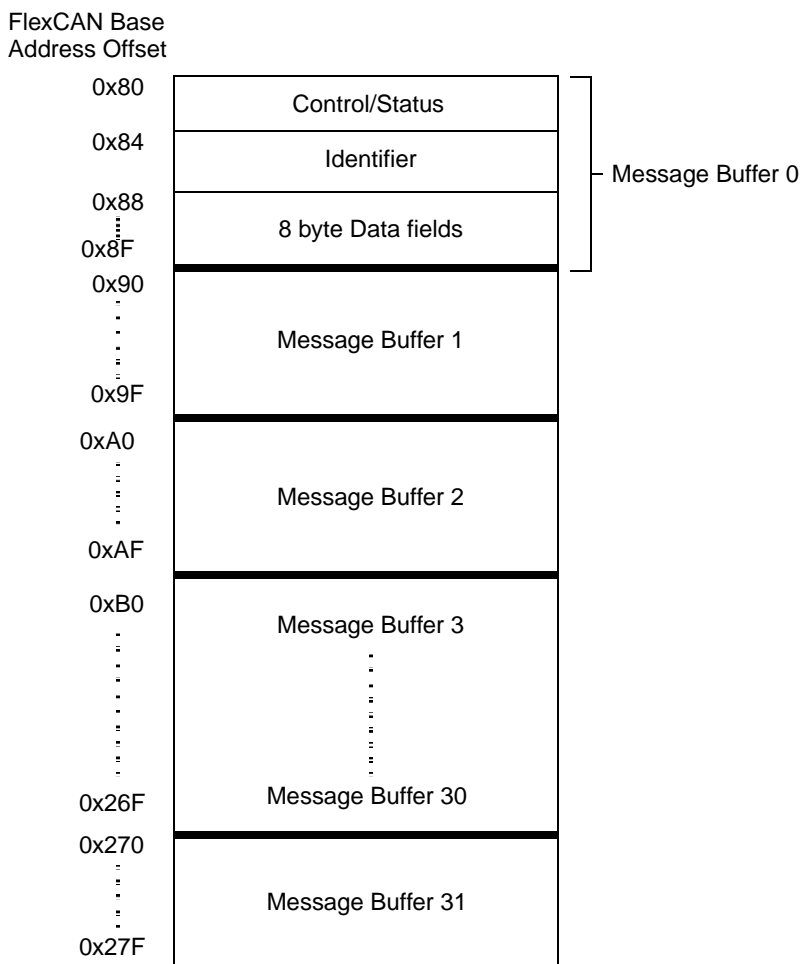 FlexCAN Base
Address Offset
0x80
Control/Status
0x84
Identifier
Message Buffer 0
0x88
8 byte Data fields
0x8F
0x90
Message Buffer 1
0x9F
0xA0
Message Buffer 2
0xAF
0xB0
Message Buffer 3
0x26F
Message Buffer 30
0x270
Message Buffer 31
0x27F